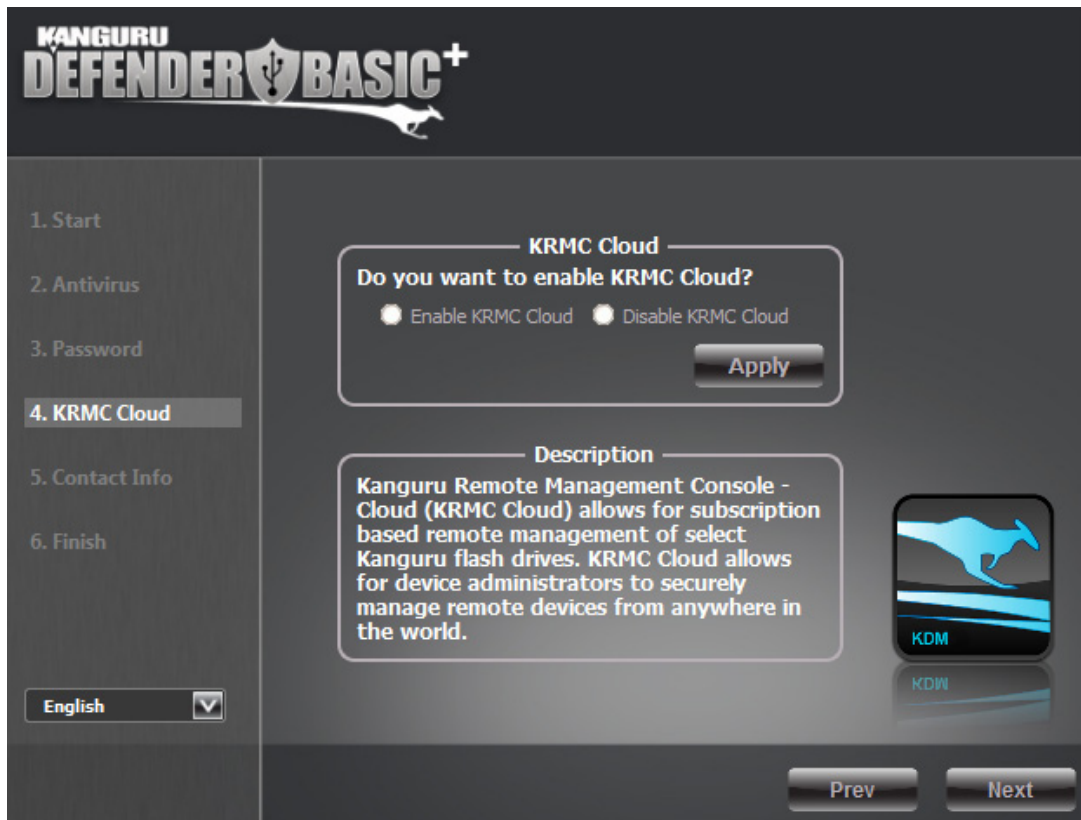 KANGURU
DEFENDER BASIC+
1. Start
2. Antivirus
3. Password
4. KRMC Cloud
5. Contact Info
6. Finish
English
KRMC Cloud
Do you want to enable KRMC Cloud?
Enable KRMC Cloud Disable KRMC Cloud
Apply
Description
Kanguru Remote Management Console -
Cloud (KRMC Cloud) allows for subscription
based remote management of select
Kanguru flash drives. KRMC Cloud allows
for device administrators to securely
manage remote devices from anywhere in
the world.
KDM
KDM
Prev Next